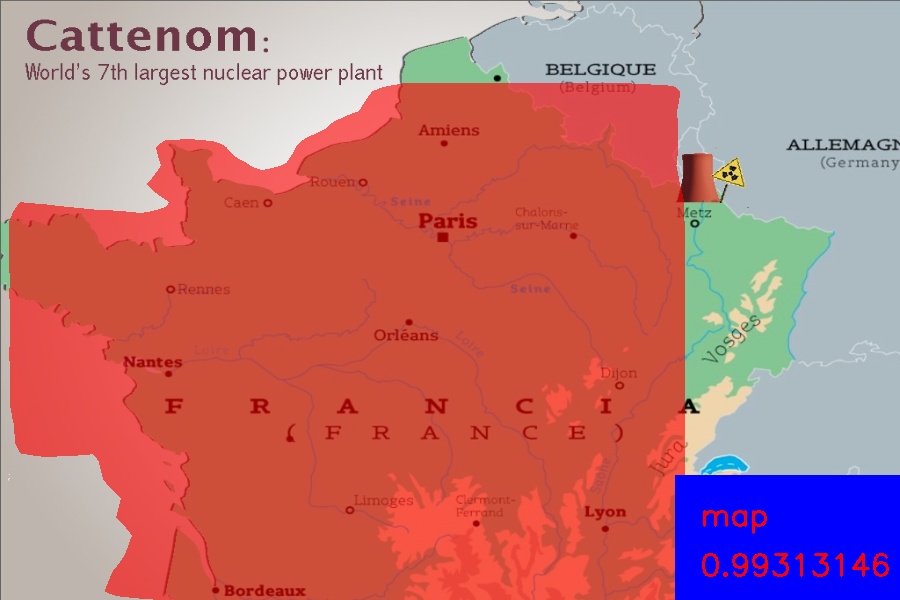 Cattenom:
World's 7th largest nuclear power plant
BELGIQUE
(Belgium)
Amiens
ALLEMAGN
(Germany
Rouen
Caen
Seine
Metz
Paris
Chalons-
sur-Marne
Rennes
Seine
Orléans
Loire
Loire
Vosges
Nantes
Dijon
F R A N C I A
( F R A N C E )
Jura
Saône
Limoges
Clermont-
Ferrand
Lyon
Bordeaux
map
0.99313146